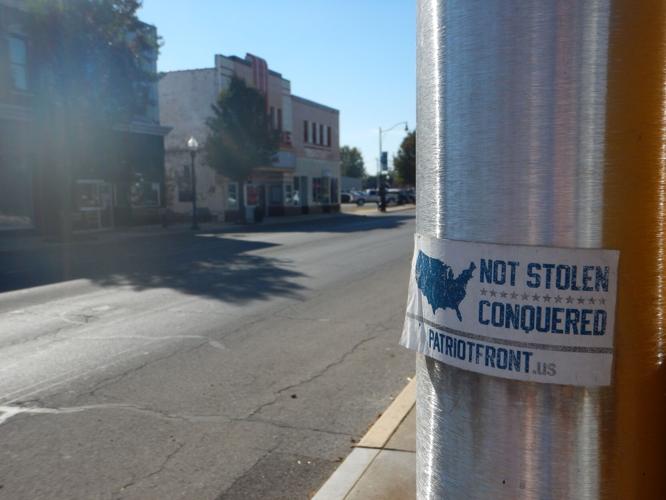 NOT STOLEN
CONQUERED
PATRIOTFRONT.us